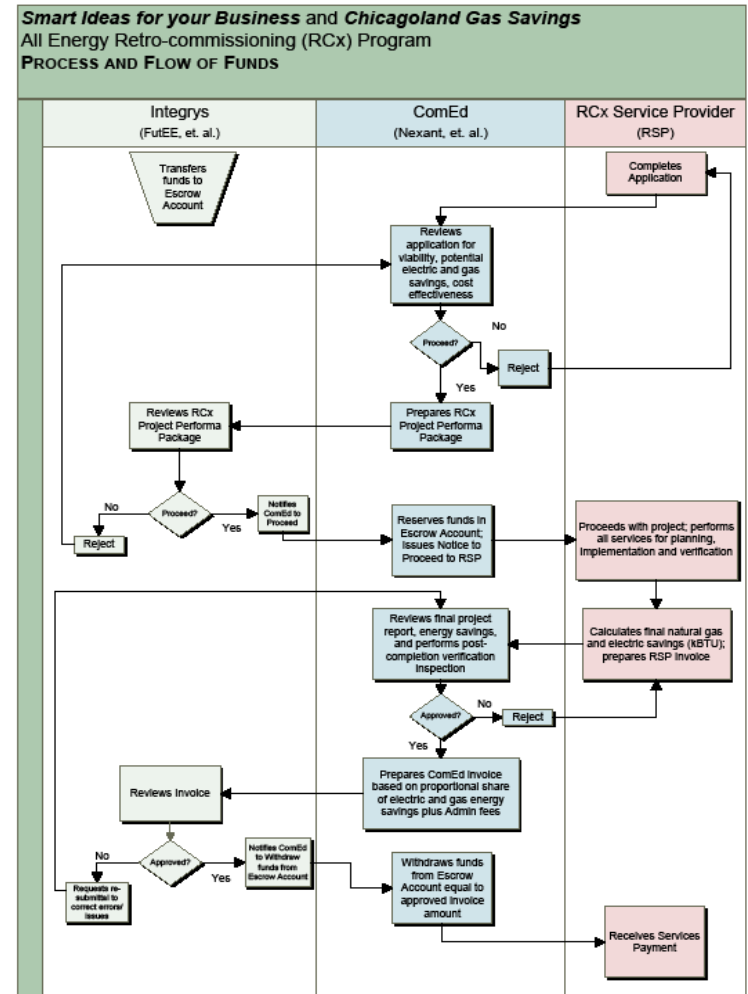 Smart Ideas for your Business and Chicagoland Gas Savings
All Energy Retro-commissioning (RCx) Program
PROCESS AND FLOW OF FUNDS
Integrys
(FutEE, et. al.)
ComEd
(Nexant, et. al.)
RCx Service Provider
(RSP)
Transfers
funds to
Escrow
Account
Completes
Application
Reviews
application for
viability, potential
electric and gas
savings, cost
effectiveness
Proceed?
No
Reject
Yes
Reviews RCx
Project Performa
Package
Prepares RCx
Project Performa
Package
Proceed?
No
Reject
Yes
Notifies
ComEd to
Proceed
Reserves funds in
Escrow Account;
Issues Notice to
Proceed to RSP
Proceeds with project; performs
all services for planning,
implementation and verification
Reviews final project
report, energy savings,
and performs post-
completion verification
inspection
Calculates final natural gas
and electric savings (kBTU);
prepares RSP Invoice
Approved?
No
Reject
Yes
Reviews Invoice
Prepares ComEd Invoice
based on proportional share
of electric and gas energy
savings plus Admin fees
Approved?
No
Yes
Notifies ComEd
to Withdraw
funds from
Escrow Account
Requests re-
submittal to
correct errors/
issues
Withdraws funds
from Escrow
Account equal to
approved invoice
amount
Receives Services
Payment